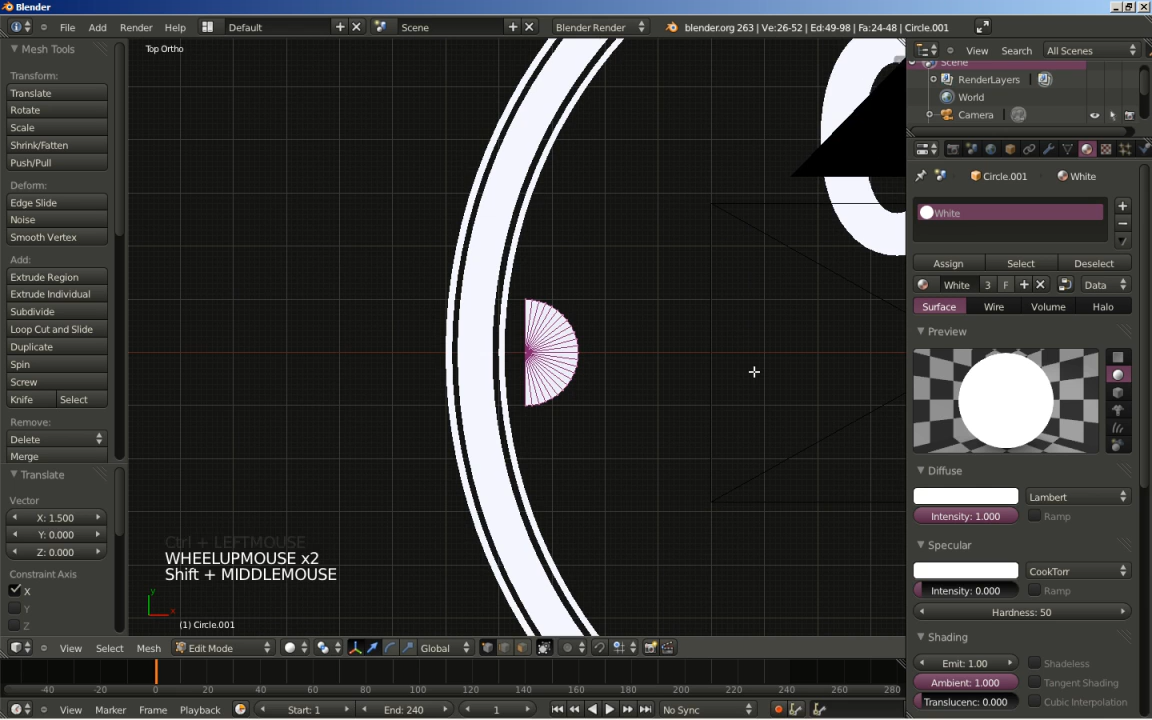 Blender
File Add Render Help Default Scene Blender Render blender.org 263 | Ve:26-52 | Ed:49-98 | Fa:24-48 | Circle.001
Mesh Tools
Top Ortho
View Search All Scenes
Scene
RenderLayers
World
Camera
Transform:
Translate
Rotate
Scale
Shrink/Fatten
Push/Pull
Deform:
Edge Slide
Noise
Smooth Vertex
Add:
Extrude Region
Extrude Individual
Subdivide
Loop Cut and Slide
Duplicate
Spin
Screw
Knife Select
Remove:
Delete
Merge
Translate
Vector
X: 1.500
Y: 0.000
Z: 0.000
Constraint Axis
X
Y
Z
Ctrl + LEFTMOUSE
WHEELUPMOUSE x2
Shift + MIDDLEMOUSE
y
x
(1) Circle.001
Circle.001 White
White
Assign Select Deselect
White 3 F Data
Surface Wire Volume Halo
Preview
Diffuse
Lambert
Intensity: 1.000 Ramp
Specular
CookTorr
Intensity: 0.000 Ramp
Hardness: 50
Shading
Emit: 1.00 Shadeless
Ambient: 1.000 Tangent Shading
Translucenc: 0.000 Cubic Interpolation
View Select Mesh Edit Mode Global
-40 -20 0 20 40 60 80 100 120 140 160 180 200 220 240 260 280
View Marker Frame Playback Start: 1 End: 240 1 No Sync